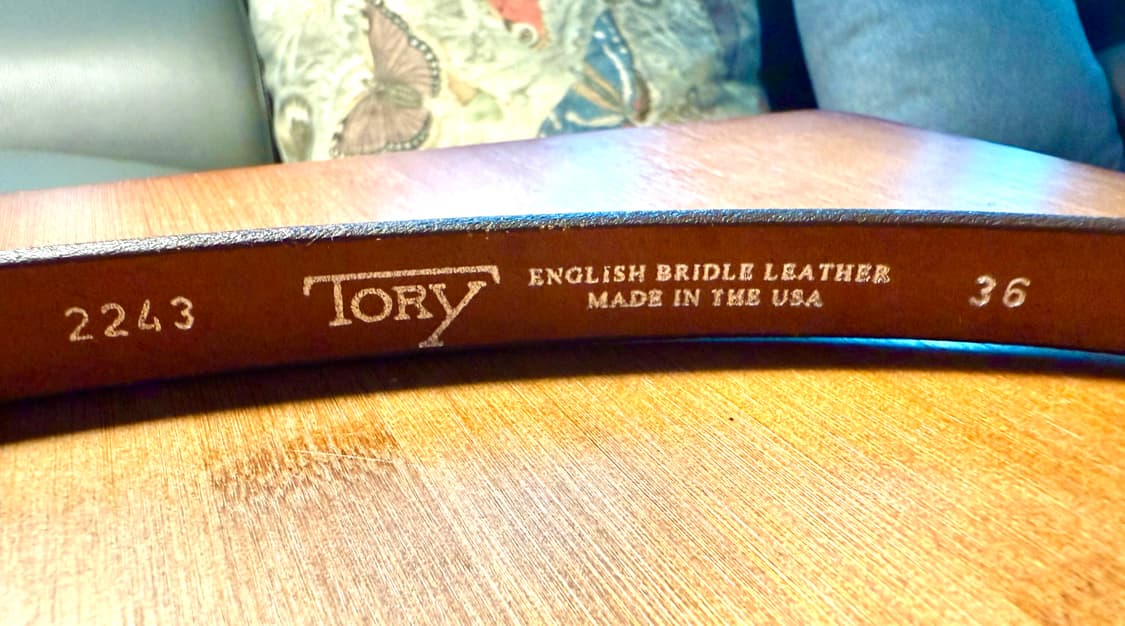 2243
TORY
ENGLISH BRIDLE LEATHER
MADE IN THE USA
36